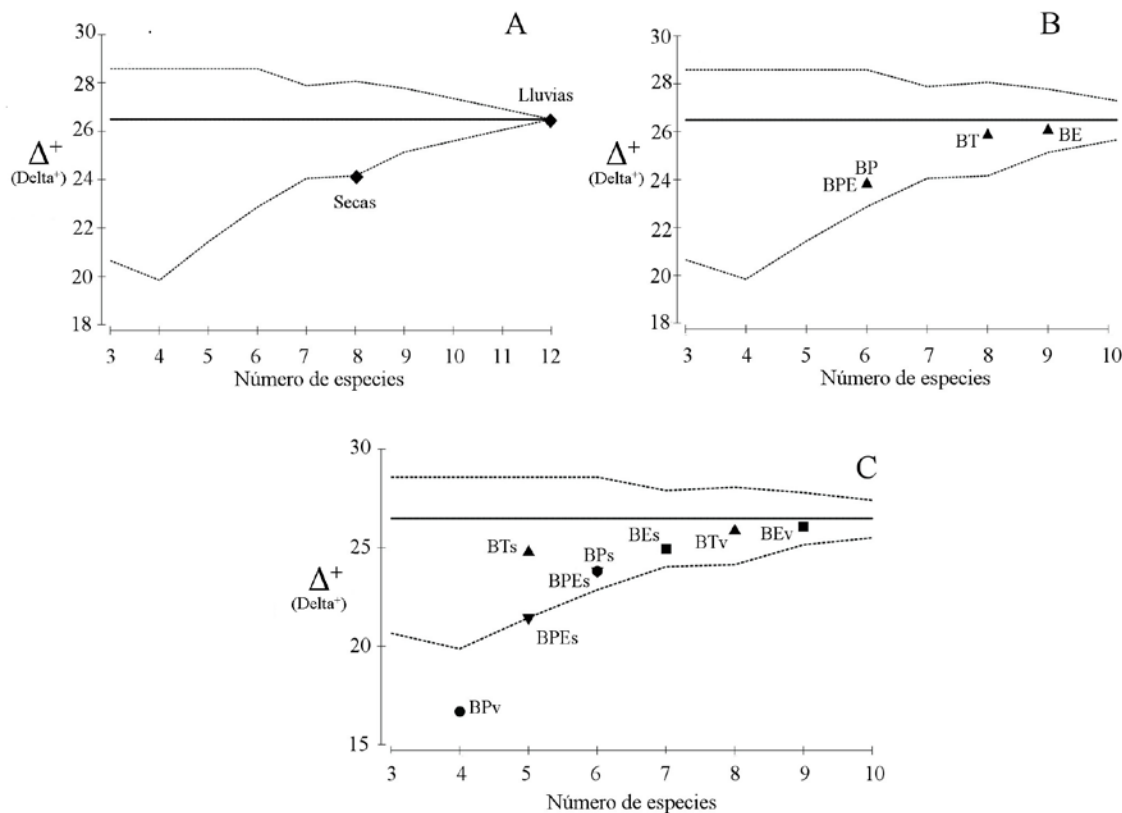 A
30
28
26
24
22
20
18
Δ⁺
(Delta⁺)
Lluvias
Secas
3 4 5 6 7 8 9 10 11 12
Número de especies
B
30
28
26
24
22
20
18
Δ⁺
(Delta⁺)
BP
BPE
BT
BE
3 4 5 6 7 8 9 10
Número de especies
C
30
25
20
15
Δ⁺
(Delta⁺)
BTs
BPs
BPEs
BEs
BTv
BEv
BPEs
BPv
3 4 5 6 7 8 9 10
Número de especies